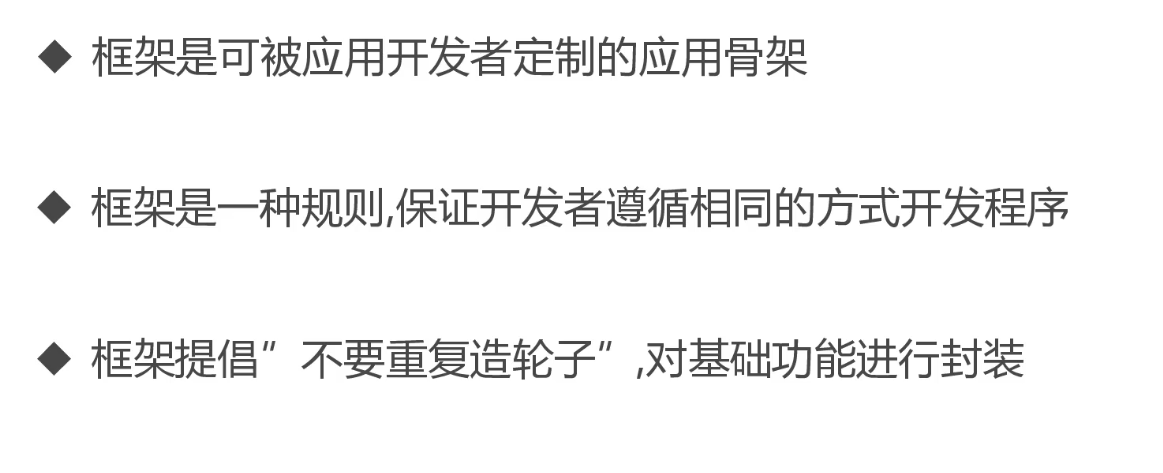 ◆ 框架是可被应用开发者定制的应用骨架
◆ 框架是一种规则,保证开发者遵循相同的方式开发程序
◆ 框架提倡”不要重复造轮子”,对基础功能进行封装